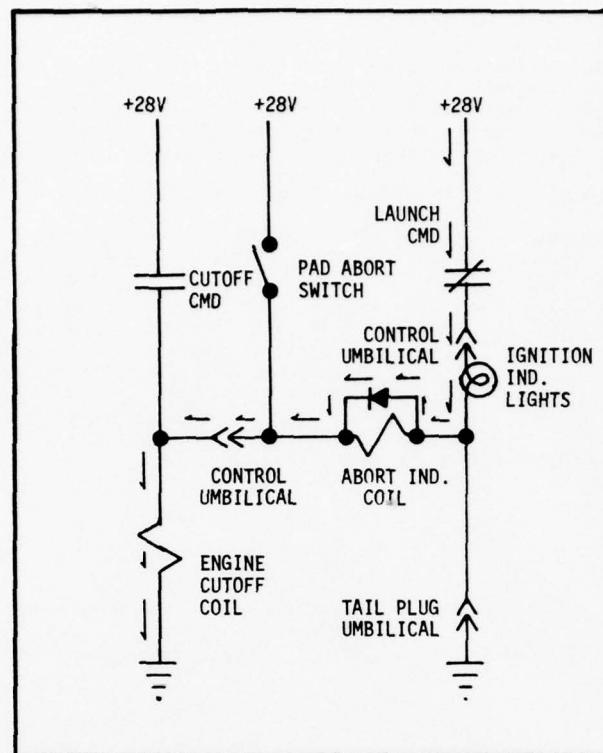 +28V
+28V
+28V
LAUNCH
CMD
CUTOFF
CMD
PAD ABORT
SWITCH
CONTROL
UMBILICAL
IGNITION
IND.
LIGHTS
CONTROL
UMBILICAL
ABORT IND.
COIL
ENGINE
CUTOFF
COIL
TAIL PLUG
UMBILICAL